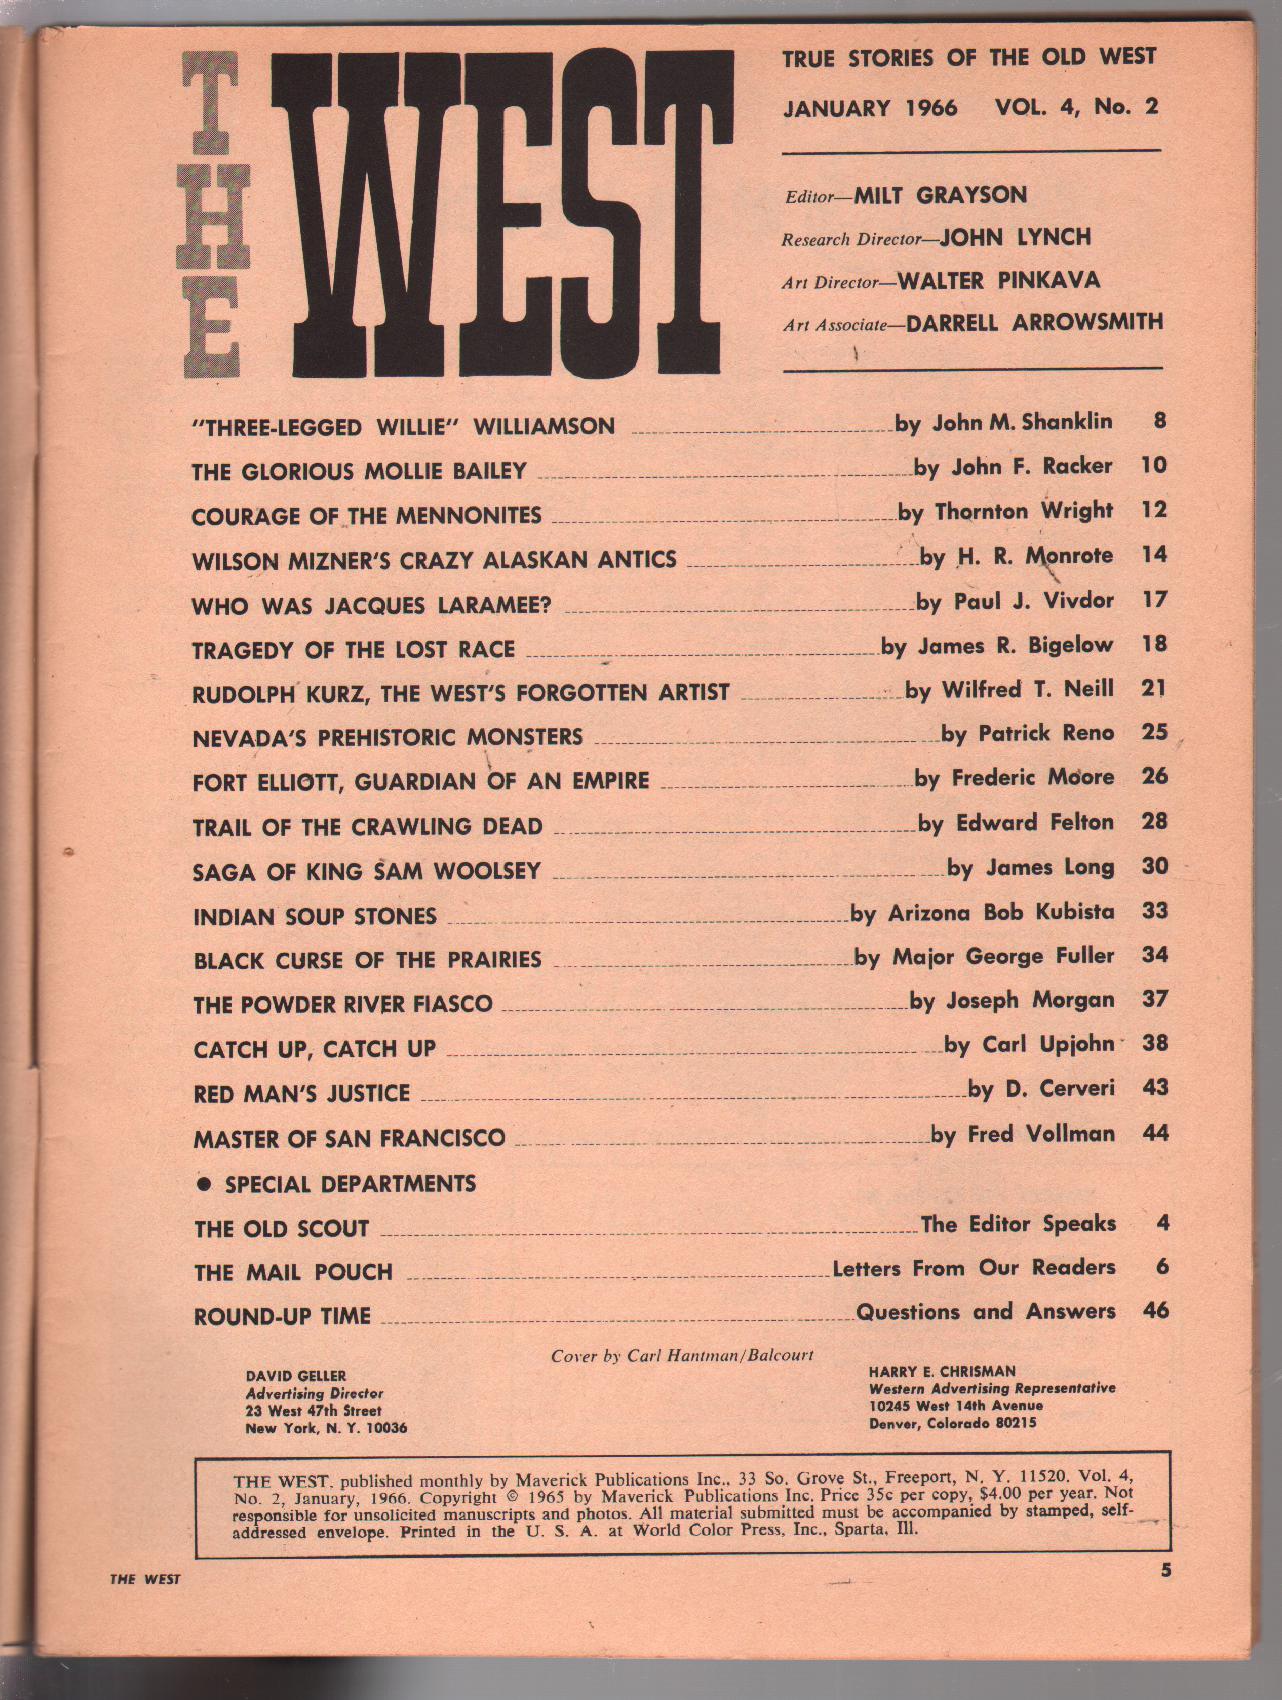 THE WEST
TRUE STORIES OF THE OLD WEST
JANUARY 1966 VOL. 4, No. 2
Editor—MILT GRAYSON
Research Director—JOHN LYNCH
Art Director—WALTER PINKAVA
Art Associate—DARRELL ARROWSMITH
"THREE-LEGGED WILLIE" WILLIAMSON by John M. Shanklin 8
THE GLORIOUS MOLLIE BAILEY by John F. Racker 10
COURAGE OF THE MENNONITES by Thornton Wright 12
WILSON MIZNER'S CRAZY ALASKAN ANTICS by H. R. Monrote 14
WHO WAS JACQUES LARAMEE? by Paul J. Vivdor 17
TRAGEDY OF THE LOST RACE by James R. Bigelow 18
RUDOLPH KURZ, THE WEST'S FORGOTTEN ARTIST by Wilfred T. Neill 21
NEVADA'S PREHISTORIC MONSTERS by Patrick Reno 25
FORT ELLIOTT, GUARDIAN OF AN EMPIRE by Frederic Moore 26
TRAIL OF THE CRAWLING DEAD by Edward Felton 28
SAGA OF KING SAM WOOLSEY by James Long 30
INDIAN SOUP STONES by Arizona Bob Kubista 33
BLACK CURSE OF THE PRAIRIES by Major George Fuller 34
THE POWDER RIVER FIASCO by Joseph Morgan 37
CATCH UP, CATCH UP by Carl Upjohn 38
RED MAN'S JUSTICE by D. Cerveri 43
MASTER OF SAN FRANCISCO by Fred Vollman 44
● SPECIAL DEPARTMENTS
THE OLD SCOUT The Editor Speaks 4
THE MAIL POUCH Letters From Our Readers 6
ROUND-UP TIME Questions and Answers 46
Cover by Carl Hantman/Balcourt
DAVID GELLER
Advertising Director
23 West 47th Street
New York, N. Y. 10036
HARRY E. CHRISMAN
Western Advertising Representative
10245 West 14th Avenue
Denver, Colorado 80215
THE WEST, published monthly by Maverick Publications Inc., 33 So. Grove St., Freeport, N. Y. 11520. Vol. 4,
No. 2, January, 1966. Copyright © 1965 by Maverick Publications Inc. Price 35c per copy, $4.00 per year. Not
responsible for unsolicited manuscripts and photos. All material submitted must be accompanied by stamped, self-
addressed envelope. Printed in the U. S. A. at World Color Press, Inc., Sparta, Ill.
THE WEST
5